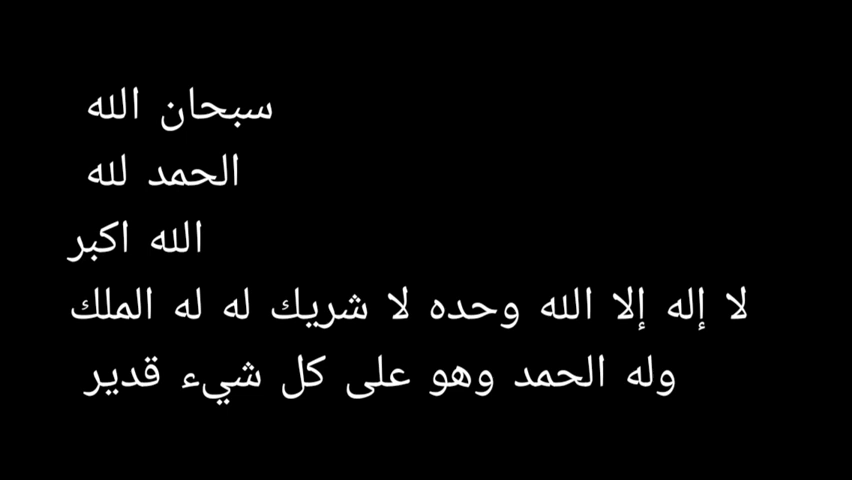 سبحان الله
الحمد لله
الله اكبر
لا إله إلا الله وحده لا شريك له له الملك
وله الحمد وهو على كل شيء قدير